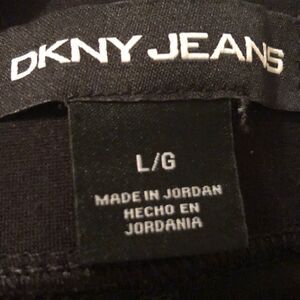 DKNY JEANS
L/G
MADE IN JORDAN
HECHO EN
JORDANIA